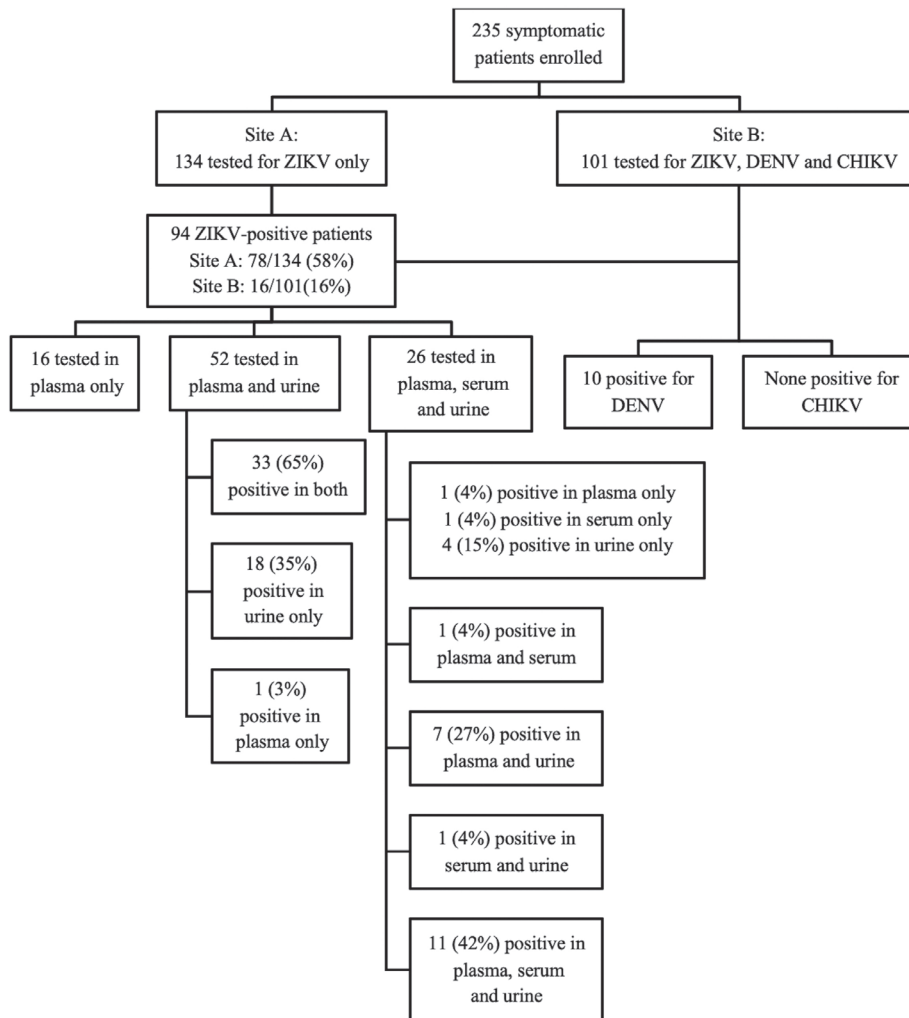 235 symptomatic
patients enrolled
Site A:
134 tested for ZIKV only
Site B:
101 tested for ZIKV, DENV and CHIKV
94 ZIKV-positive patients
Site A: 78/134 (58%)
Site B: 16/101(16%)
16 tested in
plasma only
52 tested in
plasma and urine
26 tested in
plasma, serum
and urine
10 positive for
DENV
None positive for
CHIKV
33 (65%)
positive in both
18 (35%)
positive in
urine only
1 (3%)
positive in
plasma only
1 (4%) positive in plasma only
1 (4%) positive in serum only
4 (15%) positive in urine only
1 (4%) positive in
plasma and serum
7 (27%) positive in
plasma and urine
1 (4%) positive in
serum and urine
11 (42%) positive in
plasma, serum
and urine